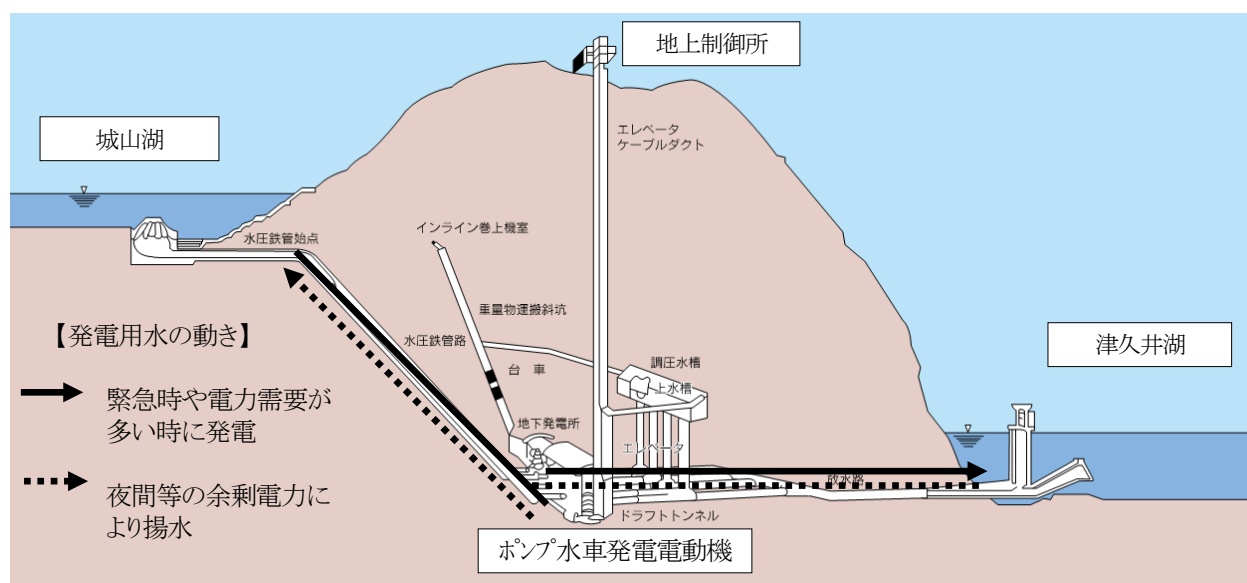 地上制御所
城山湖
エレベータ
ケーブルダクト
インライン巻上機室
水圧鉄管始点
重量物運搬斜坑
水圧鉄管路
台車
調圧水槽
上水槽
津久井湖
【発電用水の動き】
緊急時や電力需要が
多い時に発電
夜間等の余剰電力に
より揚水
地下発電所
エレベータ
放水路
ドラフトトンネル
ポンプ水車発電電動機